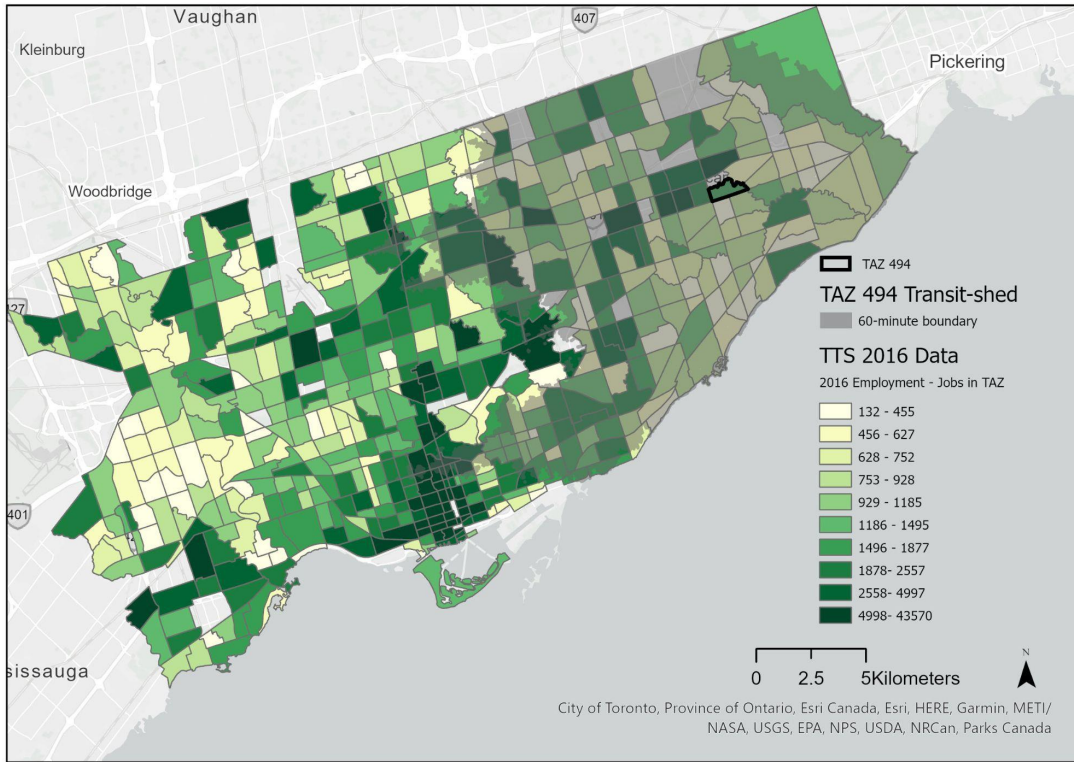 Vaughan
407
Kleinburg
Pickering
Woodbridge
27
401
ssissauga
TAZ 494
TAZ 494 Transit-shed
60-minute boundary
TTS 2016 Data
2016 Employment - Jobs in TAZ
132 - 455
456 - 627
628 - 752
753 - 928
929 - 1185
1186 - 1495
1496 - 1877
1878- 2557
2558 - 4997
4998- 43570
N
0 2.5 5Kilometers
City of Toronto, Province of Ontario, Esri Canada, Esri, HERE, Garmin, METI/
NASA, USGS, EPA, NPS, USDA, NRCan, Parks Canada